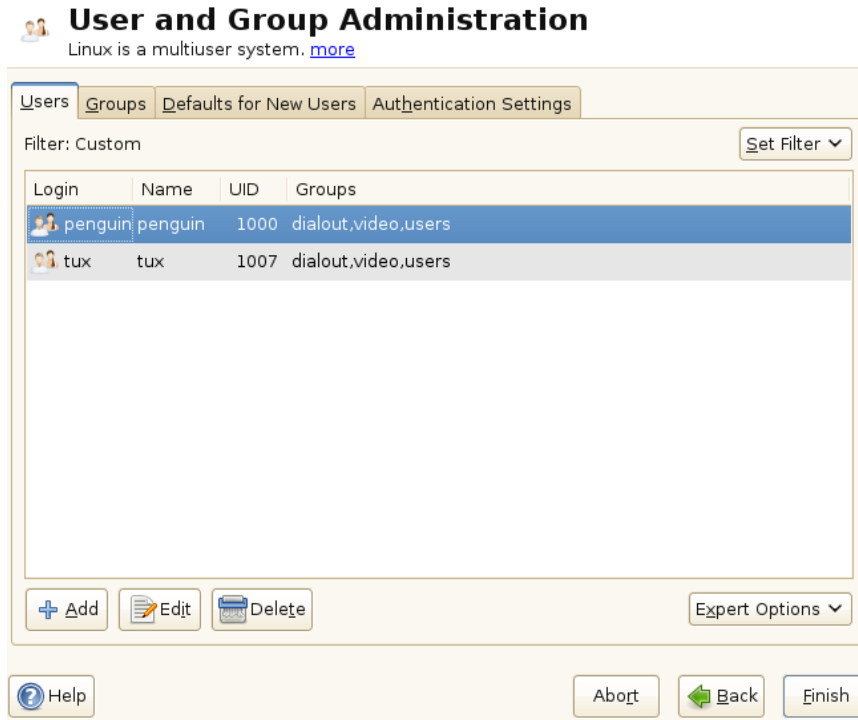 User and Group Administration
Linux is a multiuser system. more
Users Groups Defaults for New Users Authentication Settings
Filter: Custom Set Filter
Login Name UID Groups
penguin penguin 1000 dialout,video,users
tux tux 1007 dialout,video,users
Add Edit Delete Expert Options
Help Abort Back Finish